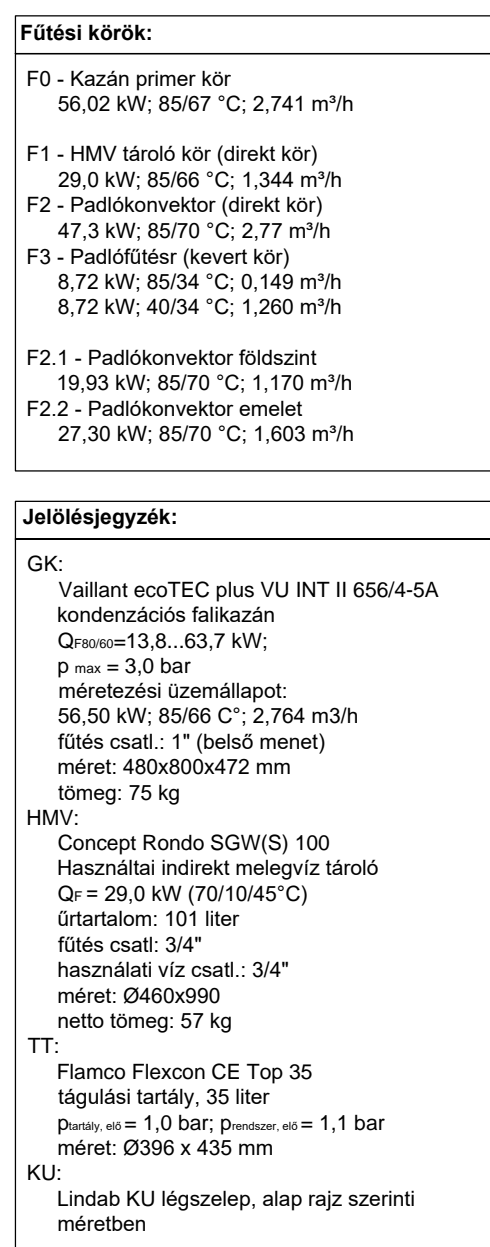 Fűtési körök:
F0 - Kazán primer kör
56,02 kW; 85/67 °C; 2,741 m³/h
F1 - HMV tároló kör (direkt kör)
29,0 kW; 85/66 °C; 1,344 m³/h
F2 - Padlókonvektor (direkt kör)
47,3 kW; 85/70 °C; 2,77 m³/h
F3 - Padlófűtésr (kevert kör)
8,72 kW; 85/34 °C; 0,149 m³/h
8,72 kW; 40/34 °C; 1,260 m³/h
F2.1 - Padlókonvektor földszint
19,93 kW; 85/70 °C; 1,170 m³/h
F2.2 - Padlókonvektor emelet
27,30 kW; 85/70 °C; 1,603 m³/h
Jelölésjegyzék:
GK:
Vaillant ecoTEC plus VU INT II 656/4-5A
kondenzációs falikazán
QF80/60=13,8...63,7 kW;
p max = 3,0 bar
méretezési üzemállapot:
56,50 kW; 85/66 C°; 2,764 m3/h
fűtés csatl.: 1" (belső menet)
méret: 480x800x472 mm
tömeg: 75 kg
HMV:
Concept Rondo SGW(S) 100
Használtai indirekt melegvíz tároló
QF = 29,0 kW (70/10/45°C)
űrtartalom: 101 liter
fűtés csatl: 3/4"
használati víz csatl.: 3/4"
méret: Ø460x990
netto tömeg: 57 kg
TT:
Flamco Flexcon CE Top 35
tágulási tartály, 35 liter
ptartály, elő = 1,0 bar; prendszer, elő = 1,1 bar
méret: Ø396 x 435 mm
KU:
Lindab KU légszelep, alap rajz szerinti
méretben